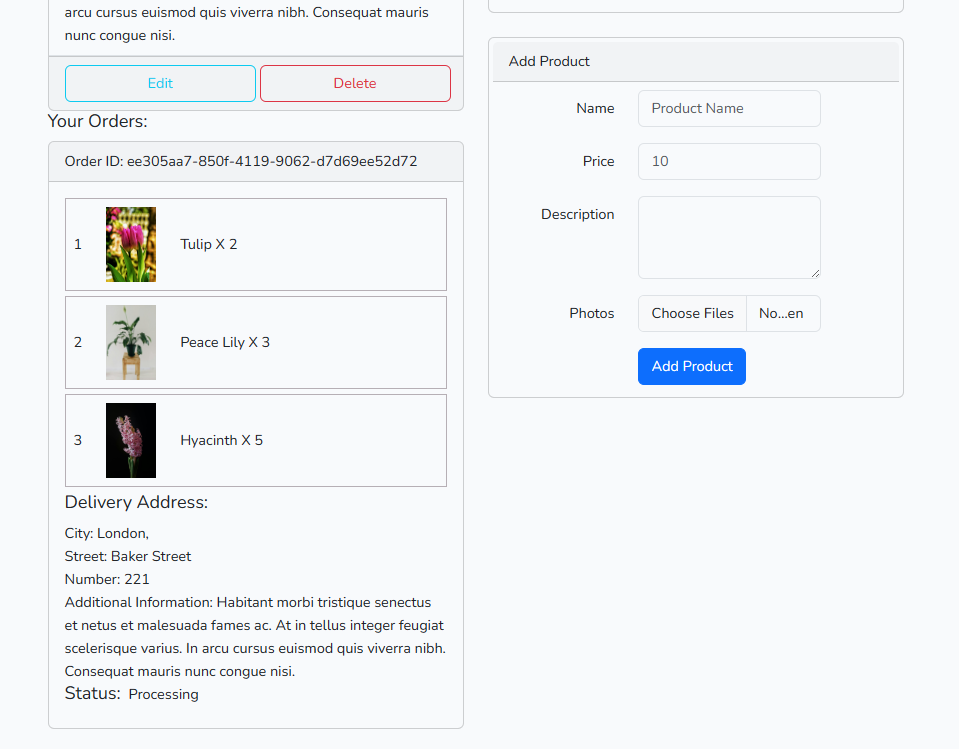 arcu cursus euismod quis viverra nibh. Consequat mauris
nunc congue nisi.
Edit
Delete
Your Orders:
Order ID: ee305aa7-850f-4119-9062-d7d69ee52d72
1
Tulip X 2
2
Peace Lily X 3
3
Hyacinth X 5
Delivery Address:
City: London,
Street: Baker Street
Number: 221
Additional Information: Habitant morbi tristique senectus
et netus et malesuada fames ac. At in tellus integer feugiat
scelerisque varius. In arcu cursus euismod quis viverra nibh.
Consequat mauris nunc congue nisi.
Status: Processing
Add Product
Name
Product Name
Price
10
Description
Photos
Choose Files
No...en
Add Product